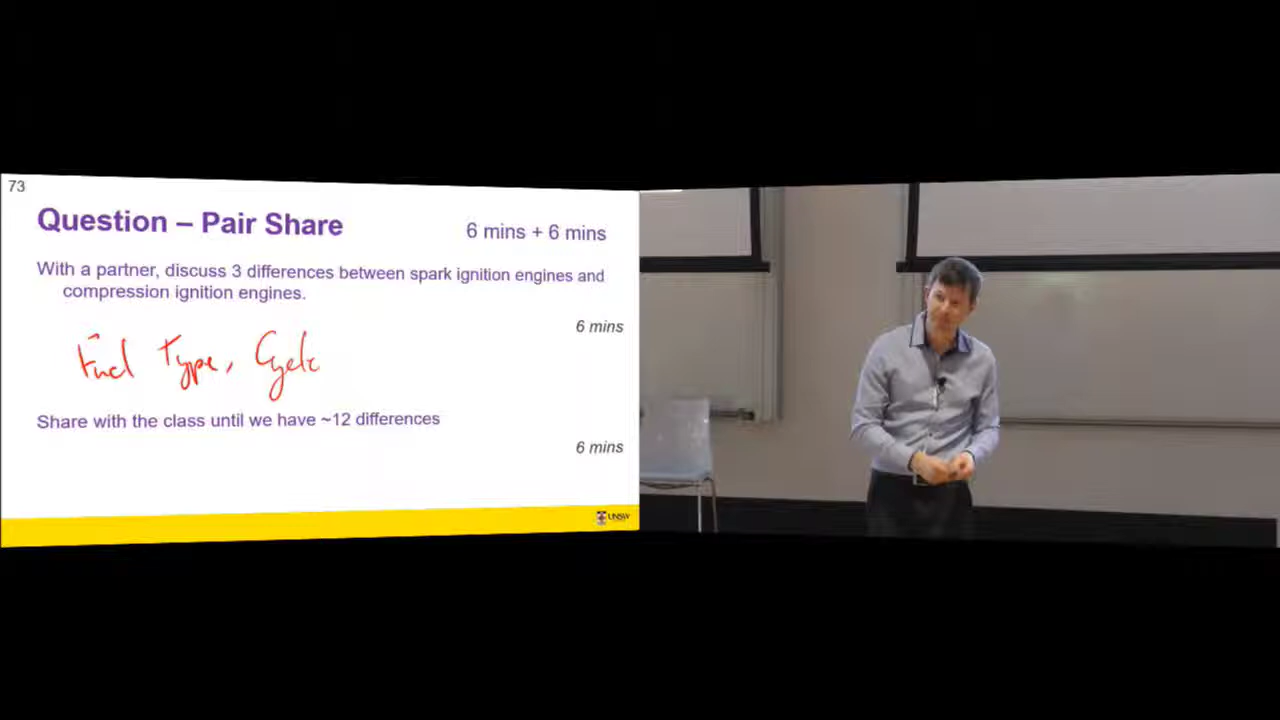 73
Question – Pair Share
6 mins + 6 mins
With a partner, discuss 3 differences between spark ignition engines and
compression ignition engines.
6 mins
Fuel Type, Cycle
Share with the class until we have ~12 differences
6 mins
UNSW